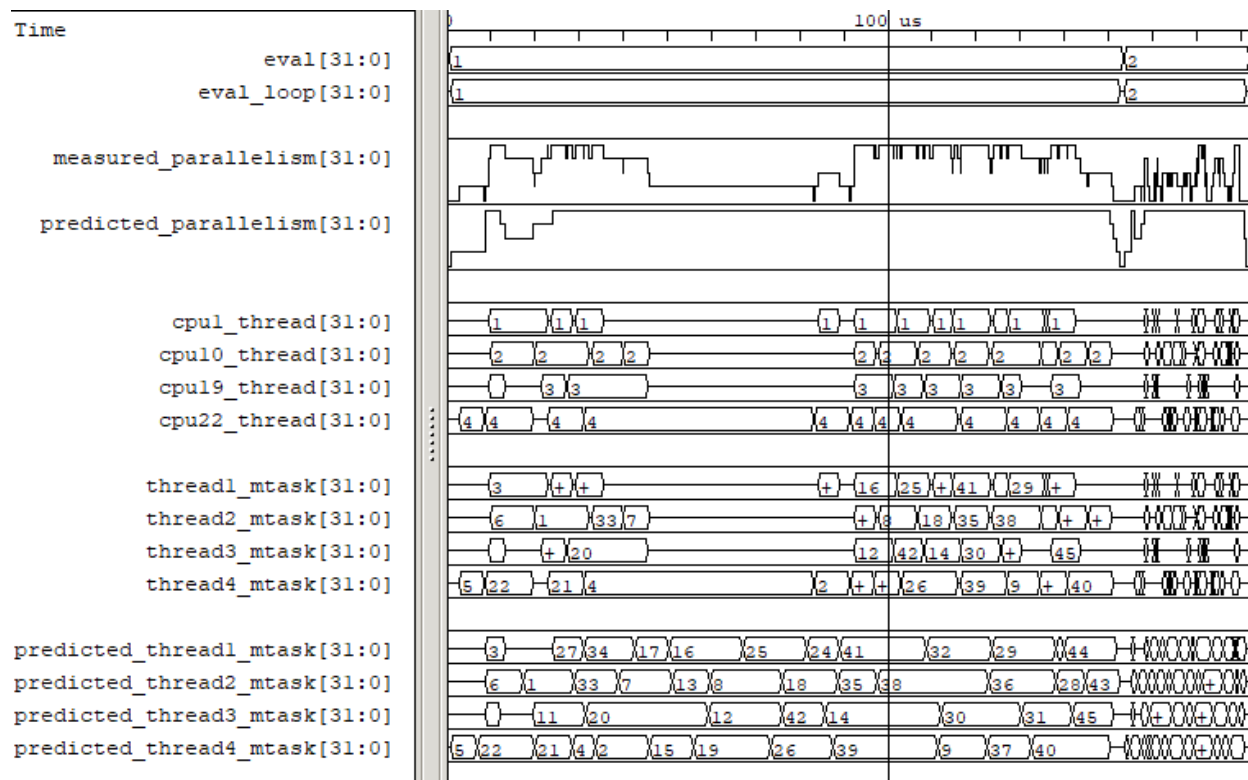 Time
100 us
eval[31:0] 1 2
eval_loop[31:0] 1 2
measured_parallelism[31:0]
predicted_parallelism[31:0]
cpu1_thread[31:0] 1 1 1 1 1 1 1 1 1 1
cpu10_thread[31:0] 2 2 2 2 2 2 2 2 2 2 2
cpu19_thread[31:0] 3 3 3 3 3 3 3 3
cpu22_thread[31:0] 4 4 4 4 4 4 4 4 4 4 4 4
thread1_mtask[31:0] 3 + + + 16 25 + 41 29 +
thread2_mtask[31:0] 6 1 33 7 + 8 18 35 38 + +
thread3_mtask[31:0] + 20 12 42 14 30 + 45
thread4_mtask[31:0] 5 22 21 4 2 + + 26 39 9 + 40
predicted_thread1_mtask[31:0] 3 27 34 17 16 25 24 41 32 29 44
predicted_thread2_mtask[31:0] 6 1 33 7 13 8 18 35 38 36 28 43 +
predicted_thread3_mtask[31:0] 11 20 12 42 14 30 31 45 + +
predicted_thread4_mtask[31:0] 5 22 21 4 2 15 19 26 39 9 37 40 +